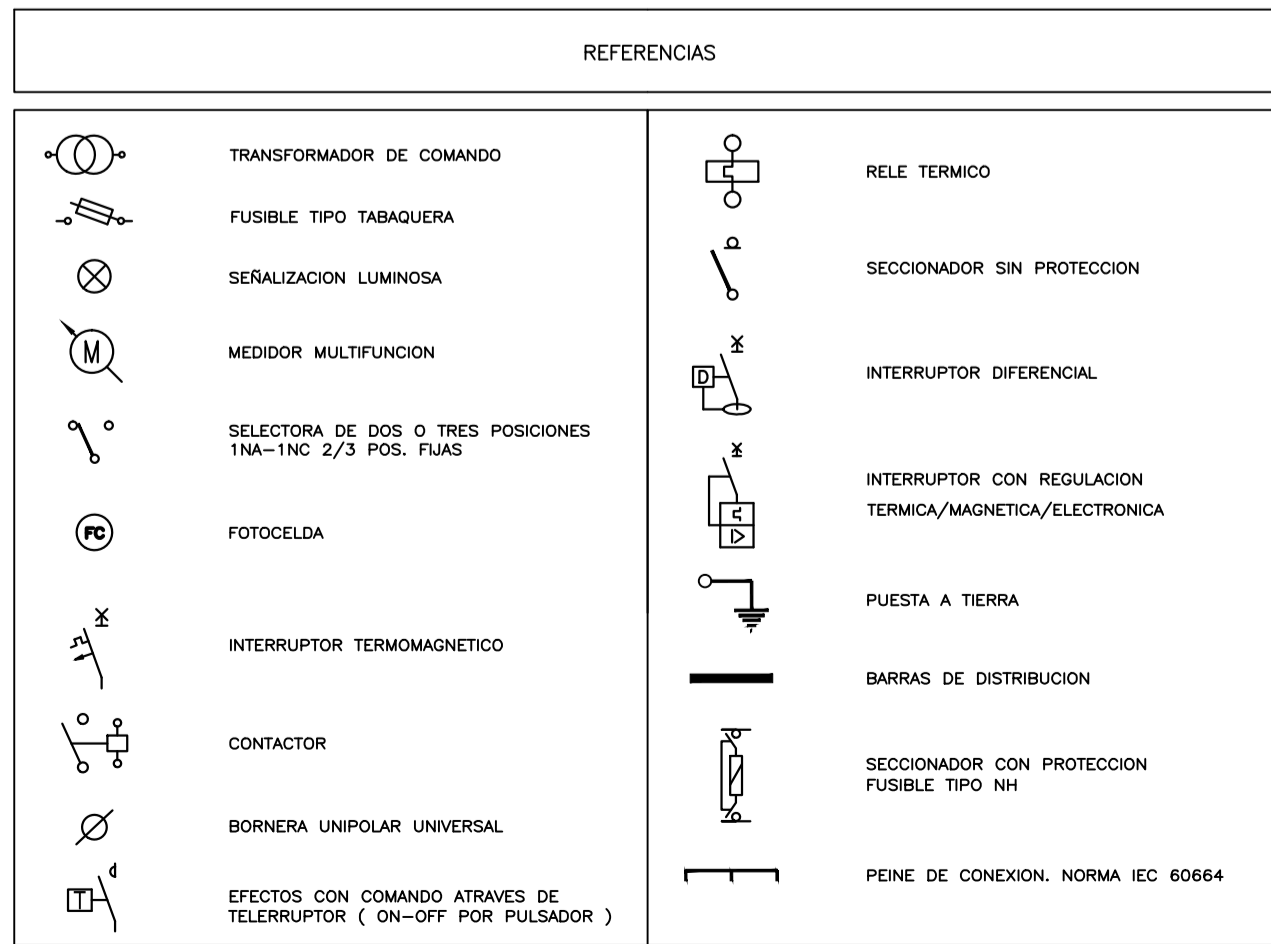 REFERENCIAS
TRANSFORMADOR DE COMANDO
FUSIBLE TIPO TABAQUERA
SEÑALIZACION LUMINOSA
M
MEDIDOR MULTIFUNCION
SELECTORA DE DOS O TRES POSICIONES
1NA-1NC 2/3 POS. FIJAS
FC
FOTOCELDA
INTERRUPTOR TERMOMAGNETICO
CONTACTOR
BORNERA UNIPOLAR UNIVERSAL
T
EFECTOS CON COMANDO ATRAVES DE
TELERRUPTOR ( ON-OFF POR PULSADOR )
RELE TERMICO
SECCIONADOR SIN PROTECCION
D
INTERRUPTOR DIFERENCIAL
INTERRUPTOR CON REGULACION
TERMICA/MAGNETICA/ELECTRONICA
PUESTA A TIERRA
BARRAS DE DISTRIBUCION
SECCIONADOR CON PROTECCION
FUSIBLE TIPO NH
PEINE DE CONEXION. NORMA IEC 60664